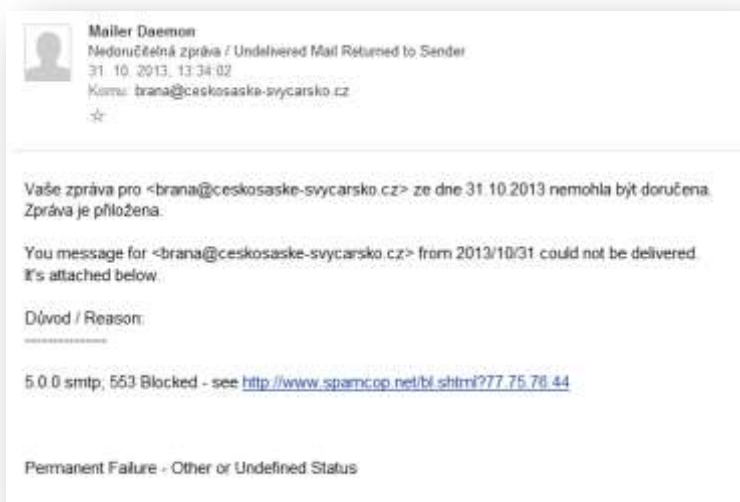 Mailer Daemon
Nedoručitelná zpráva / Undelivered Mail Returned to Sender
31. 10. 2013, 13:34:02
Komu: brana@ceskosaske-svycarsko.cz
Vaše zpráva pro <brana@ceskosaske-svycarsko.cz> ze dne 31.10.2013 nemohla být doručena.
Zpráva je přiložena.
You message for <brana@ceskosaske-svycarsko.cz> from 2013/10/31 could not be delivered.
It's attached below.
Důvod / Reason:
---------------
5.0.0 smtp; 553 Blocked - see http://www.spamcop.net/bl.shtml?77.75.76.44
Permanent Failure - Other or Undefined Status